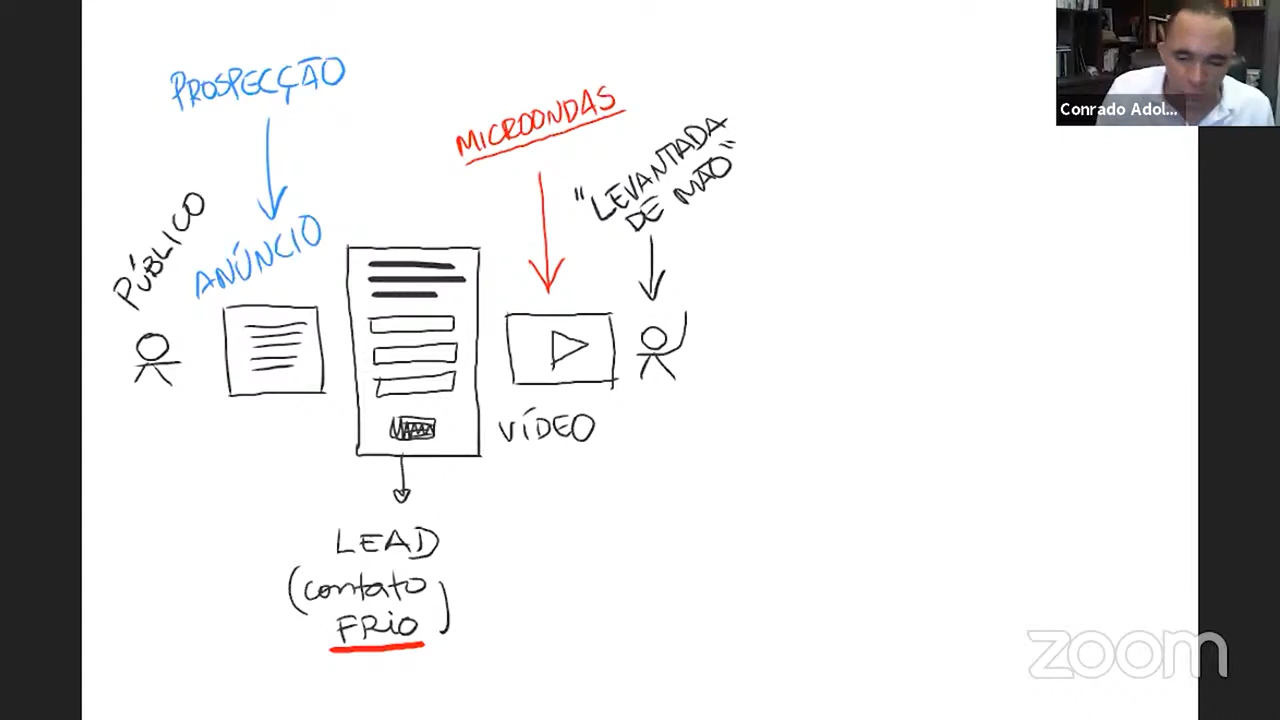 PROSPECÇÃO
MICROONDAS
"LEVANTADA
DE MÃO"
PÚBLICO
ANÚNCIO
VÍDEO
LEAD
(contato
FRIO)
Conrado Adol...
zoom